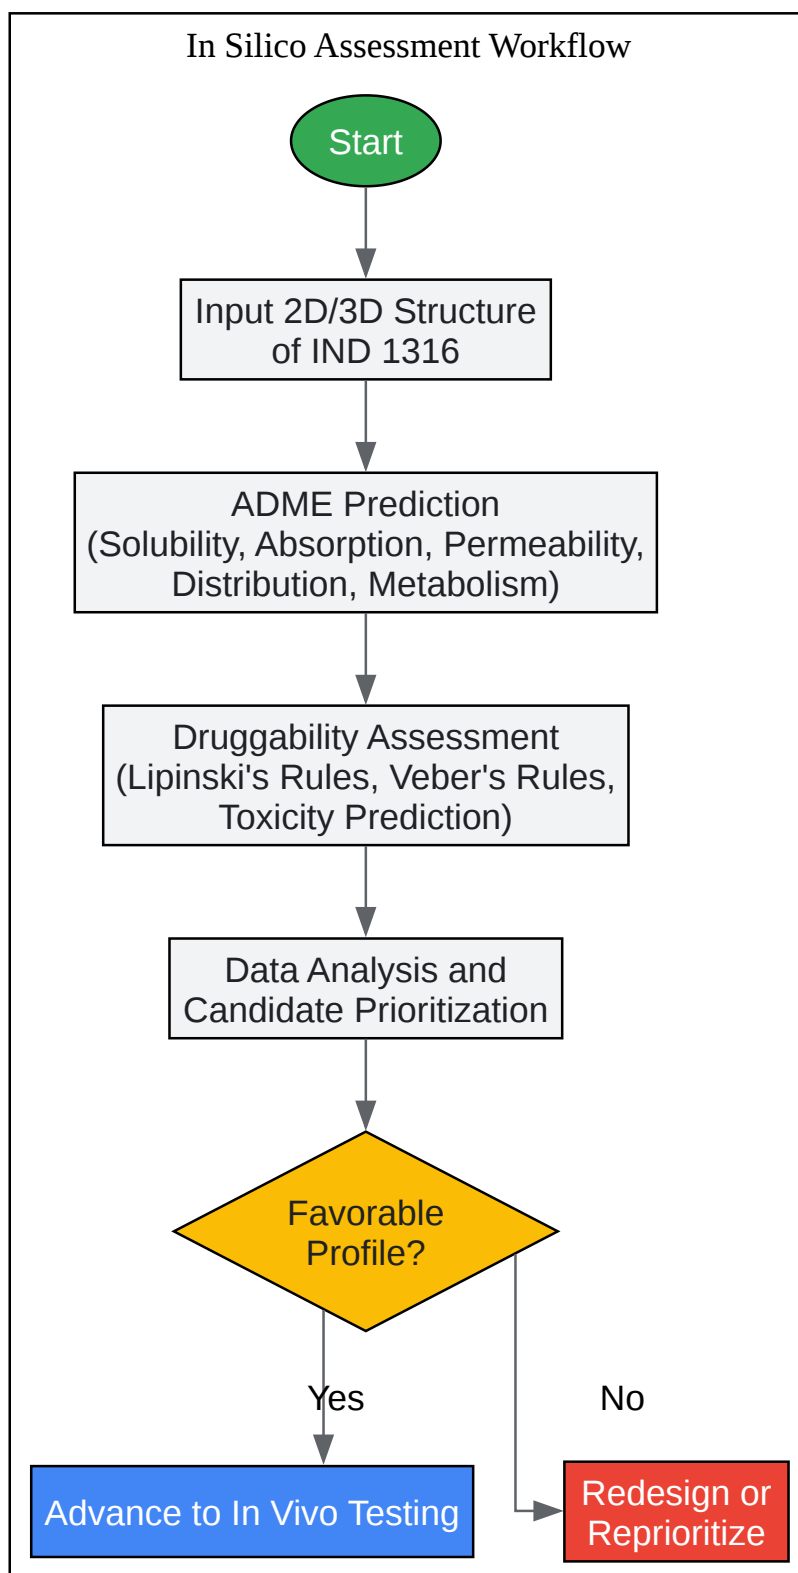 In Silico Assessment Workflow
Start
Input 2D/3D Structure
of IND 1316
ADME Prediction
(Solubility, Absorption, Permeability,
Distribution, Metabolism)
Druggability Assessment
(Lipinski's Rules, Veber's Rules,
Toxicity Prediction)
Data Analysis and
Candidate Prioritization
Favorable
Profile?
Yes
No
Advance to In Vivo Testing
Redesign or
Reprioritize